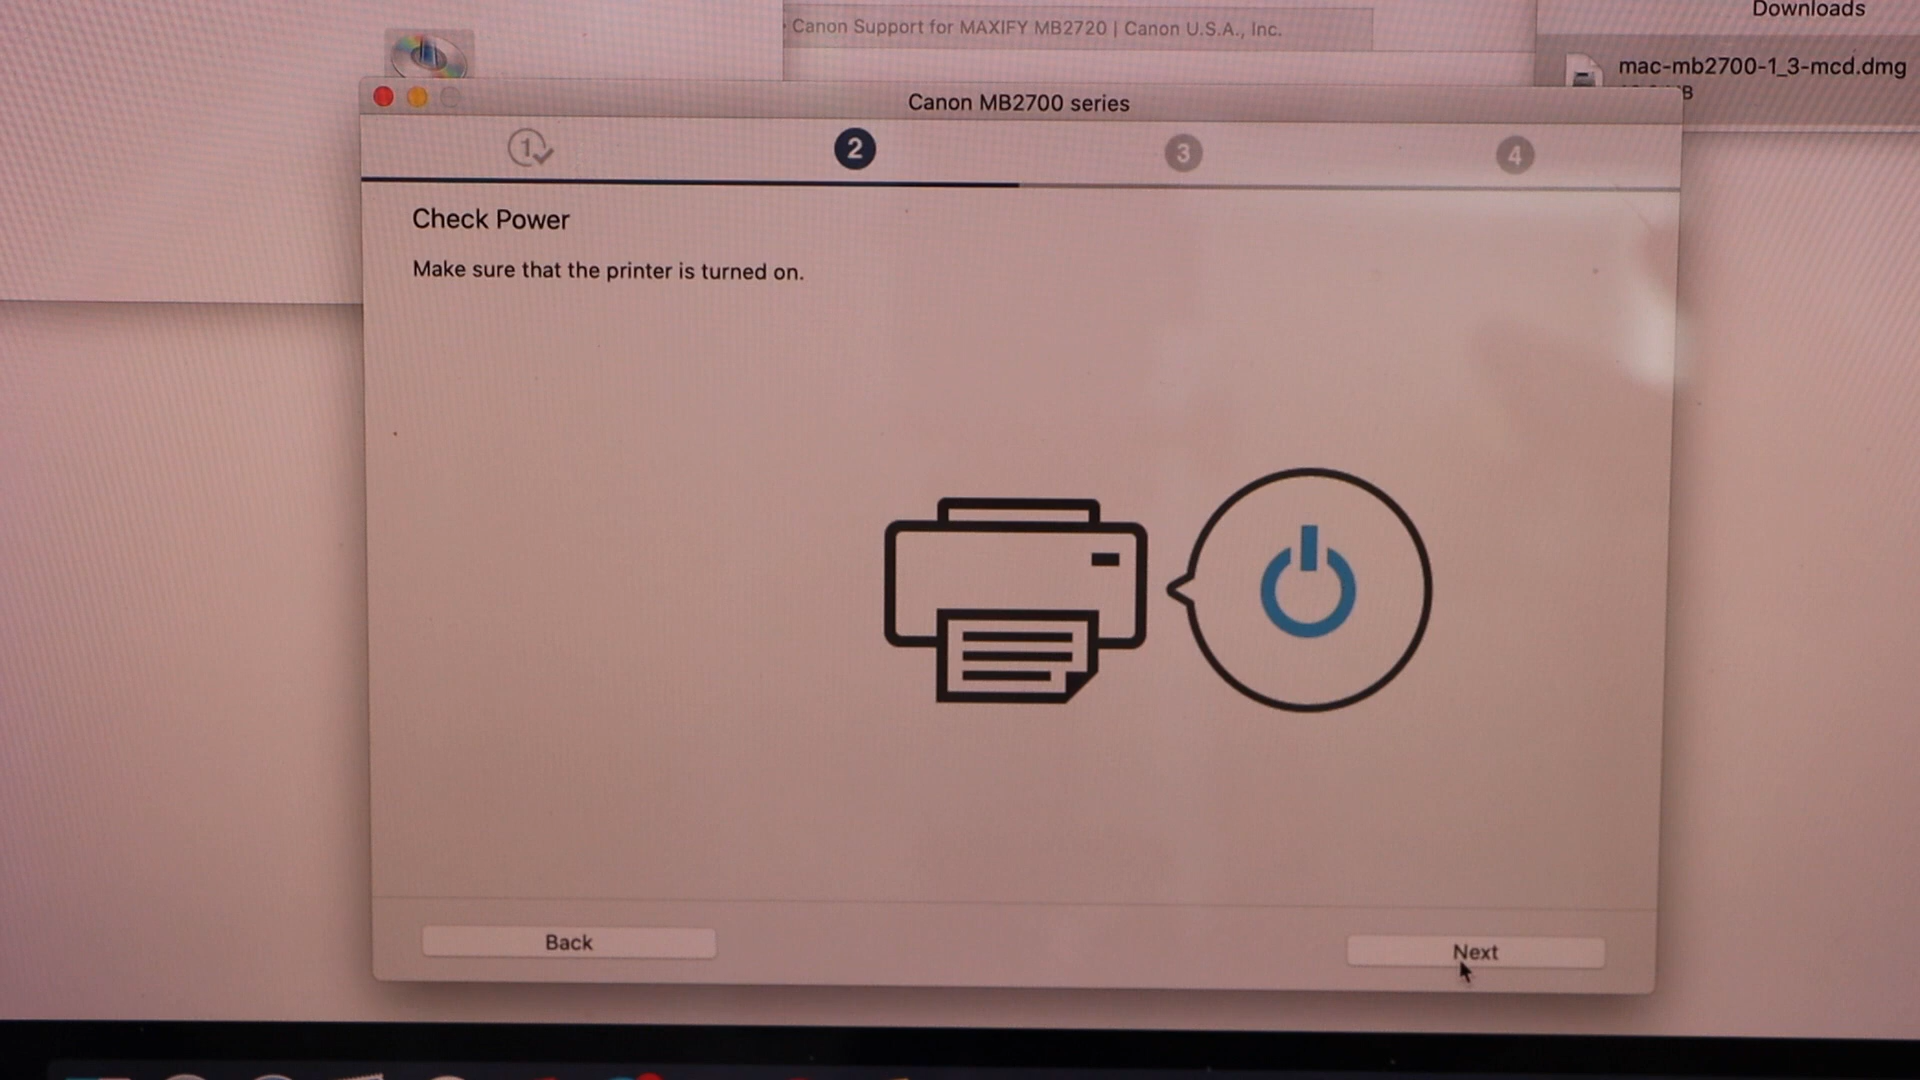 Canon Support for MAXIFY MB2720 | Canon U.S.A., Inc.
Downloads
mac-mb2700-1_3-mcd.dmg
B
Canon MB2700 series
1
2
3
4
Check Power
Make sure that the printer is turned on.
Back
Next